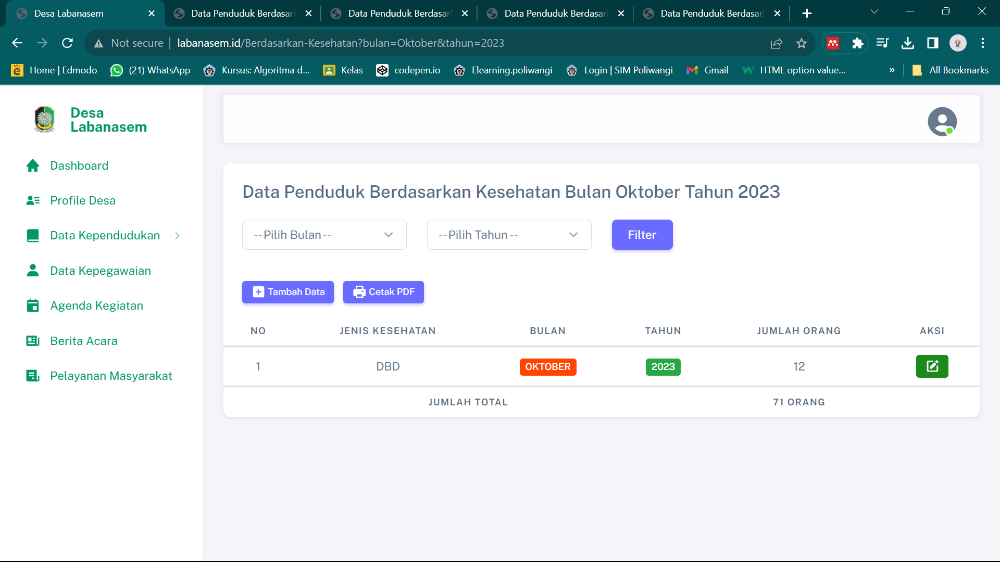 Desa Labanasem
Data Penduduk Berdasar
Data Penduduk Berdasar
Data Penduduk Berdasar
Data Penduduk Berdasar
Not secure
labanasem.id/Berdasarkan-Kesehatan?bulan=Oktober&tahun=2023
Home | Edmodo
(21) WhatsApp
Kursus: Algoritma d...
Kelas
codepen.io
Elearning.poliwangi
Login | SIM Poliwangi
Gmail
HTML option value...
»
All Bookmarks
Desa
Labanasem
Dashboard
Profile Desa
Data Kependudukan
Data Kepegawaian
Agenda Kegiatan
Berita Acara
Pelayanan Masyarakat
Data Penduduk Berdasarkan Kesehatan Bulan Oktober Tahun 2023
--Pilih Bulan-- --Pilih Tahun-- Filter
Tambah Data Cetak PDF
NO JENIS KESEHATAN BULAN TAHUN JUMLAH ORANG AKSI
1 DBD OKTOBER 2023 12
JUMLAH TOTAL 71 ORANG